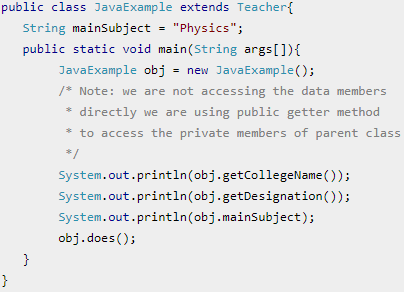 public class JavaExample extends Teacher{
String mainSubject = "Physics";
public static void main(String args[]){
JavaExample obj = new JavaExample();
/* Note: we are not accessing the data members
* directly we are using public getter method
* to access the private members of parent class
*/
System.out.println(obj.getCollegeName());
System.out.println(obj.getDesignation());
System.out.println(obj.mainSubject);
obj.does();
}
}